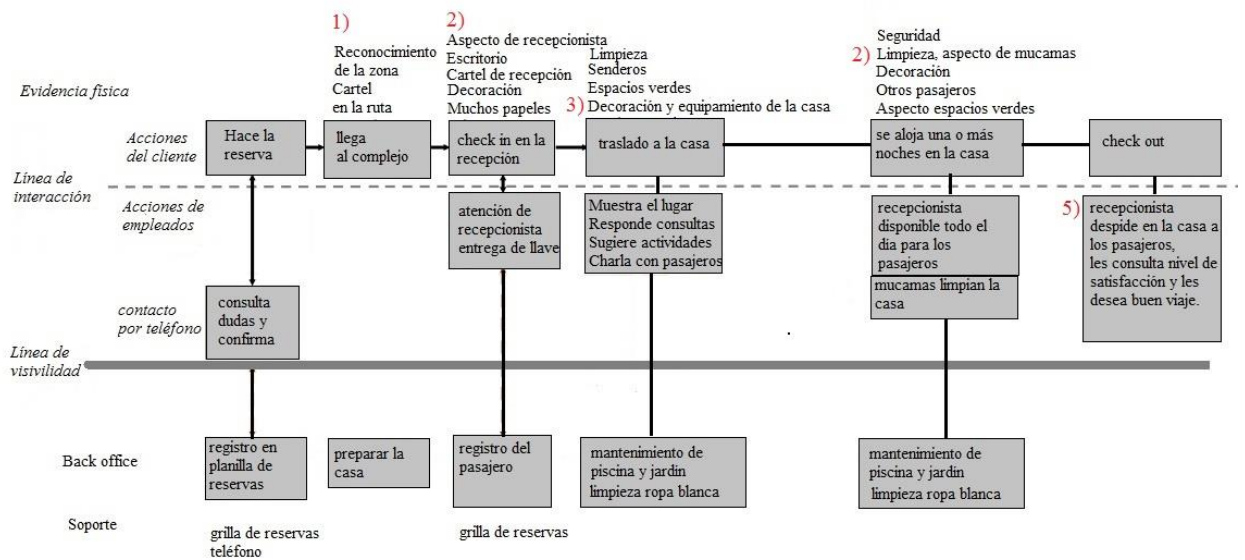 1)
Reconocimiento
de la zona
Cartel
en la ruta
2)
Aspecto de recepcionista
Escritorio
Cartel de recepción
Decoración
Muchos papeles
Limpieza
Senderos
Espacios verdes
3) Decoración y equipamiento de la casa
Seguridad
2) Limpieza, aspecto de mucamas
Decoración
Otros pasajeros
Aspecto espacios verdes
Evidencia física
Acciones
del cliente
Hace la
reserva
llega
al complejo
check in en la
recepción
traslado a la casa
se aloja una o más
noches en la casa
check out
Línea de
interacción
Acciones de
empleados
atención de
recepcionista
entrega de llave
Muestra el lugar
Responde consultas
Sugiere actividades
Charla con pasajeros
recepcionista
disponible todo el
dia para los
pasajeros
mucamas limpian la
casa
5) recepcionista
despide en la casa a
los pasajeros,
les consulta nivel de
satisfacción y les
desea buen viaje.
contacto
por teléfono
consulta
dudas y
confirma
Línea de
visivilidad
Back office
registro en
planilla de
reservas
preparar la
casa
registro del
pasajero
mantenimiento de
piscina y jardin
limpieza ropa blanca
mantenimiento de
piscina y jardin
limpieza ropa blanca
Soporte
grilla de reservas
teléfono
grilla de reservas